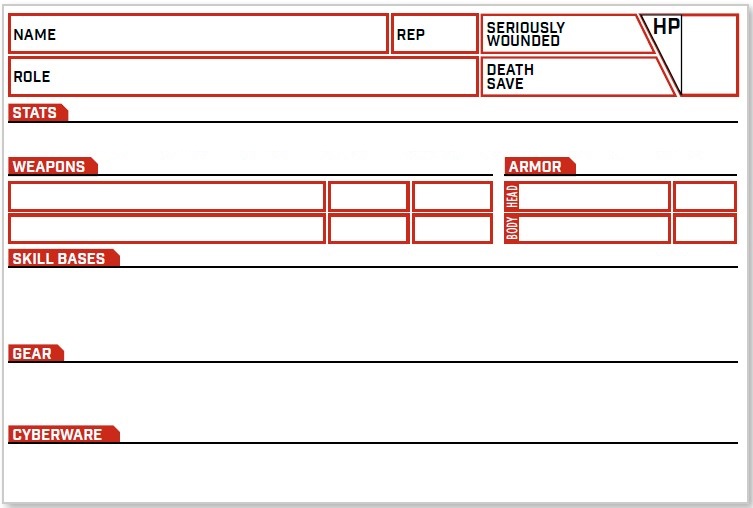 NAME
REP
SERIOUSLY
WOUNDED
HP
ROLE
DEATH
SAVE
STATS
WEAPONS
ARMOR
HEAD
BODY
SKILL BASES
GEAR
CYBERWARE